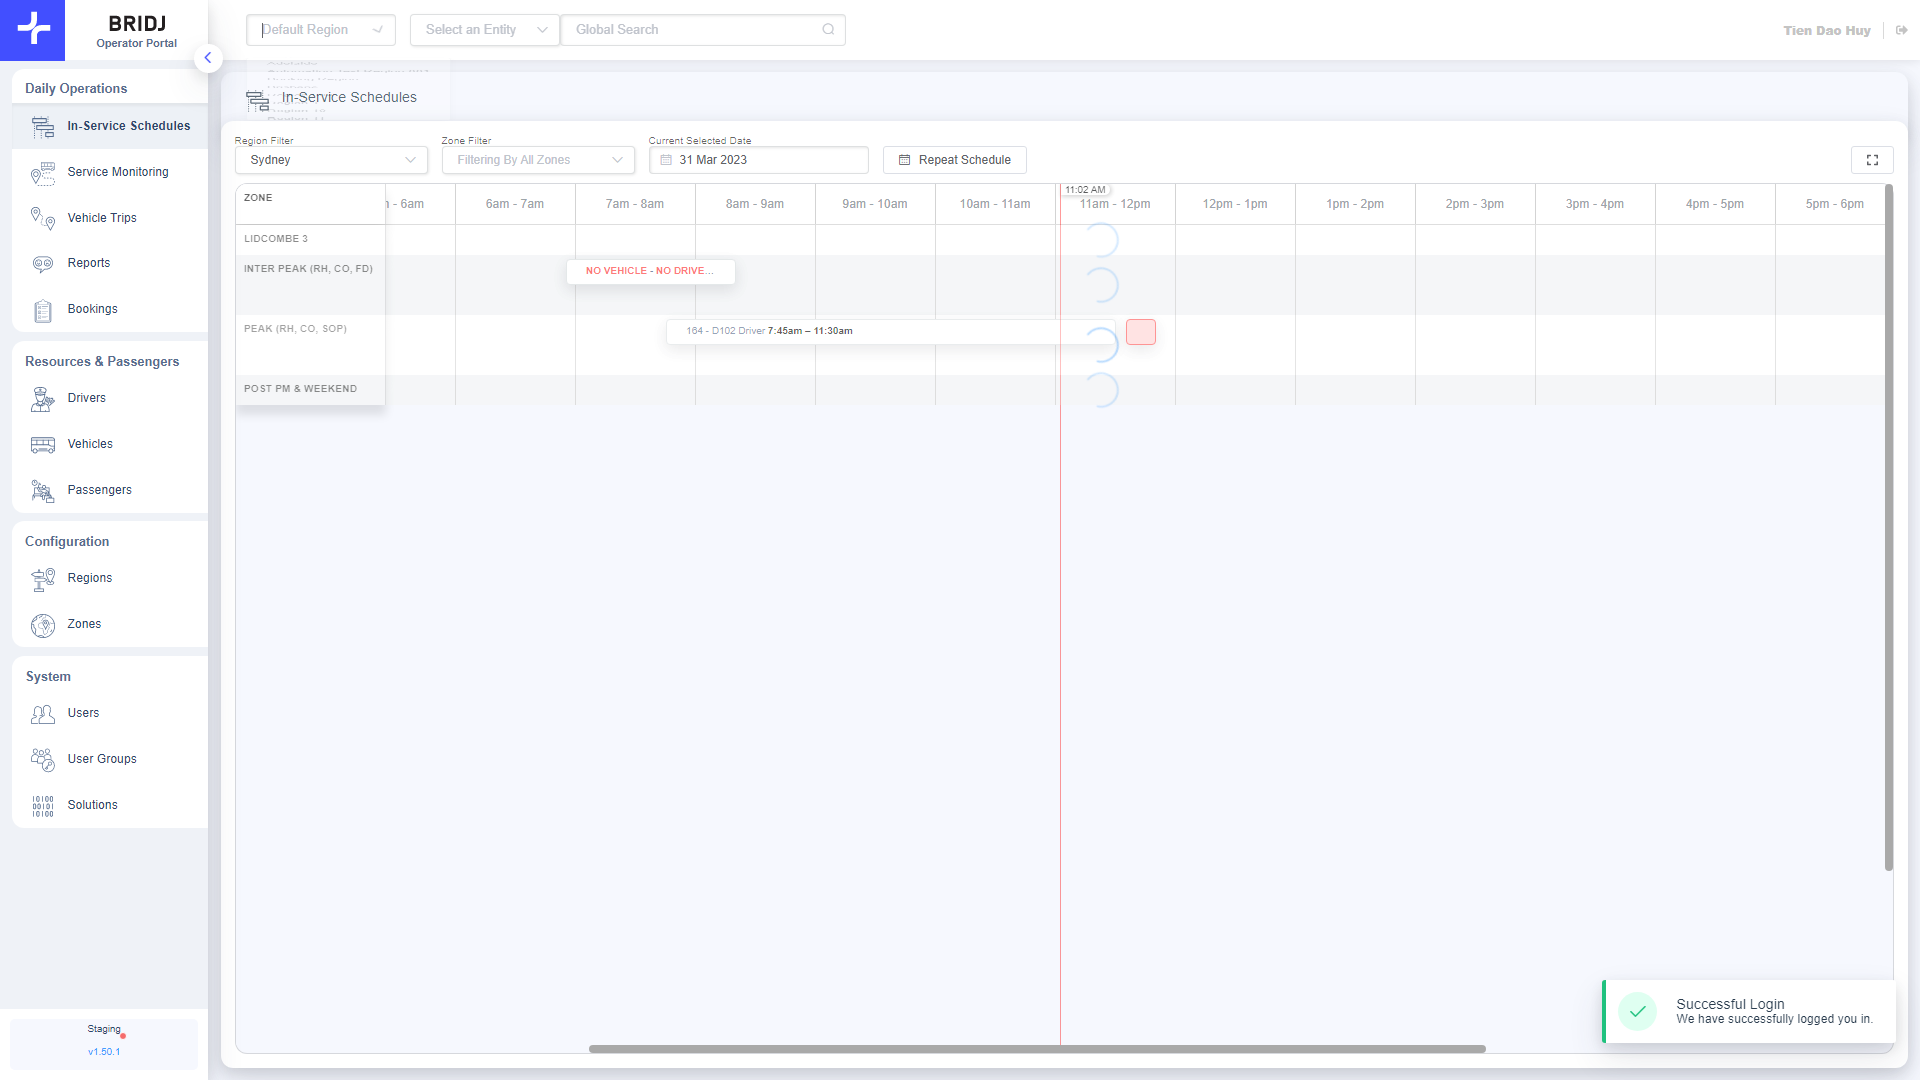 BRIDJ
Operator Portal
Default Region
Select an Entity
Global Search
Tien Dao Huy
Daily Operations
In-Service Schedules
Service Monitoring
Vehicle Trips
Reports
Bookings
Resources & Passengers
Drivers
Vehicles
Passengers
Configuration
Regions
Zones
System
Users
User Groups
Solutions
Staging
v1.50.1
In-Service Schedules
Region Filter
Zone Filter
Current Selected Date
Sydney
Filtering By All Zones
31 Mar 2023
Repeat Schedule
11:02 AM
ZONE
- 6am
6am - 7am
7am - 8am
8am - 9am
9am - 10am
10am - 11am
11am - 12pm
12pm - 1pm
1pm - 2pm
2pm - 3pm
3pm - 4pm
4pm - 5pm
5pm - 6pm
LIDCOMBE 3
INTER PEAK (RH, CO, FD)
NO VEHICLE - NO DRIVE...
PEAK (RH, CO, SOP)
164 - D102 Driver 7:45am – 11:30am
POST PM & WEEKEND
Successful Login
We have successfully logged you in.